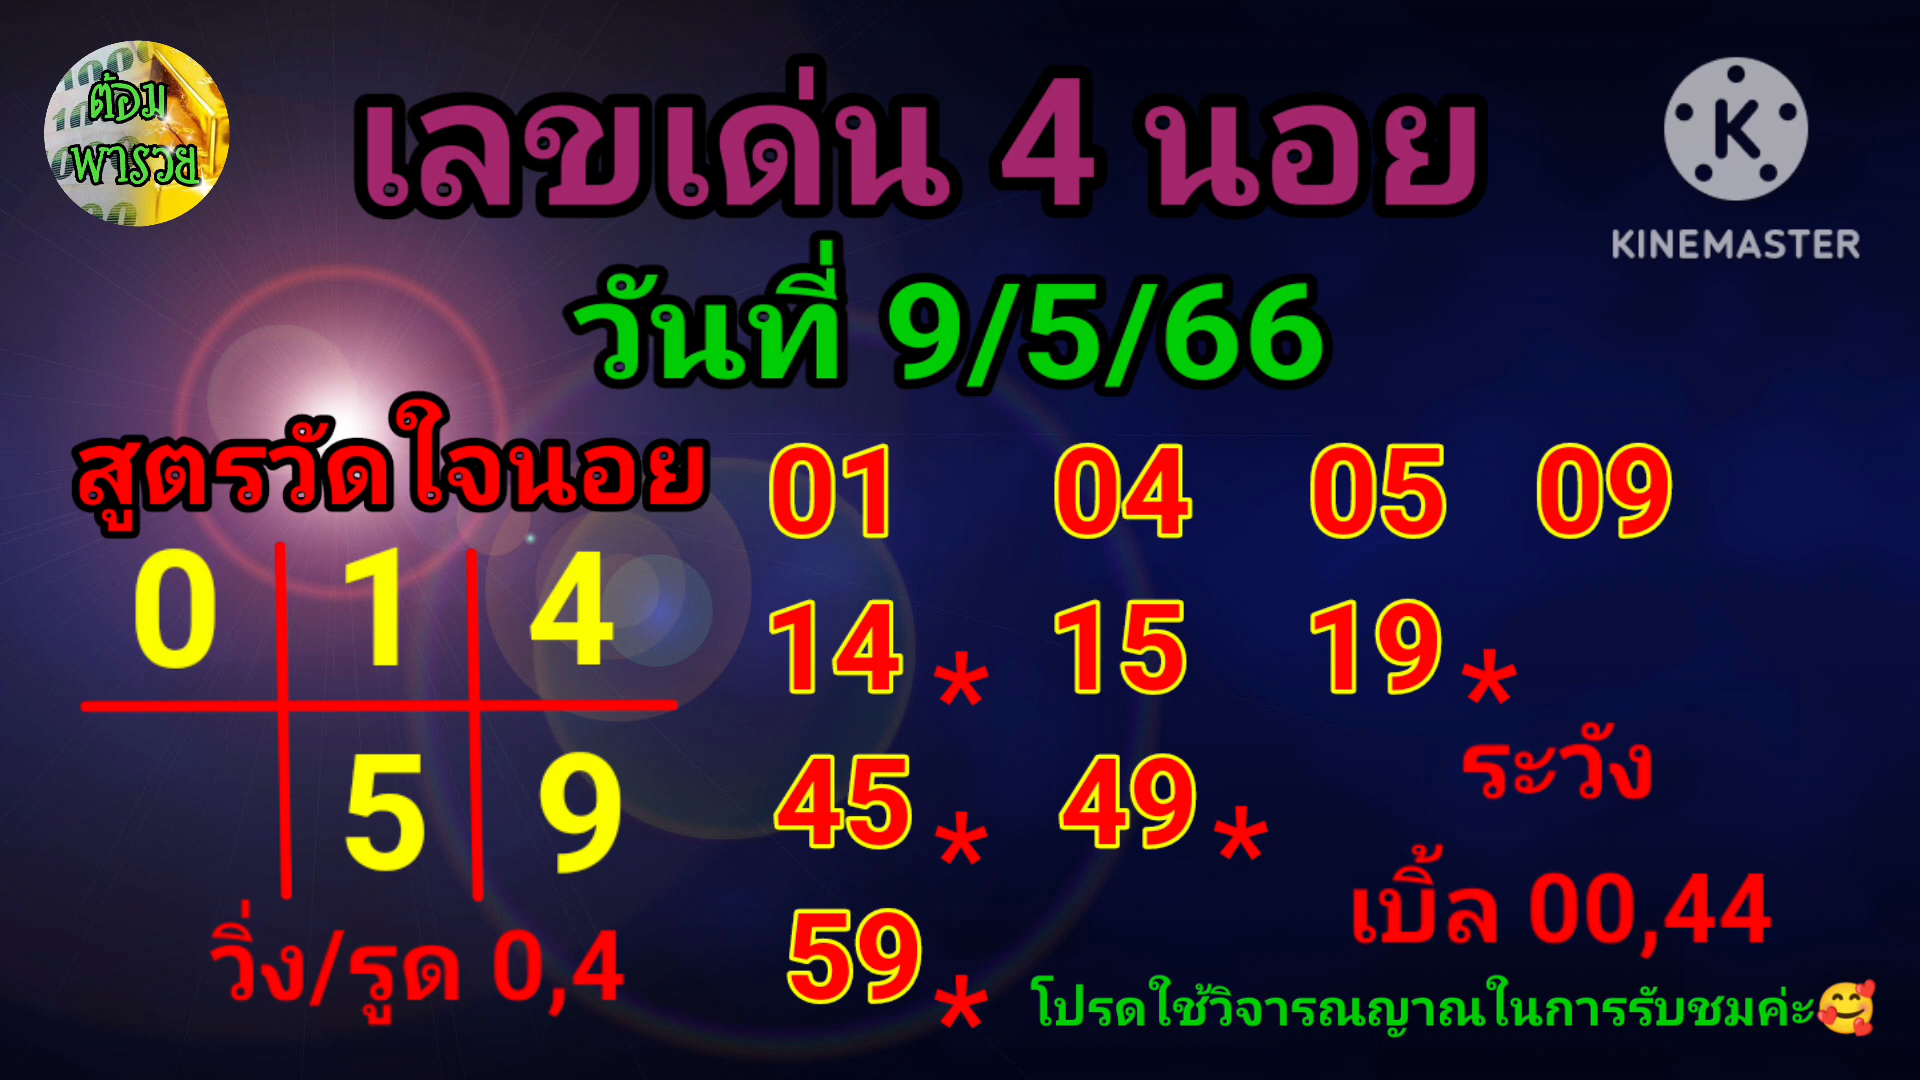 ต้อม
พารวย
เลขเด่น 4 นอย
KINEMASTER
วันที่ 9/5/66
สูตรวัดใจนอย
0 1 4
5 9
วิ่ง/รูด 0,4
01 04 05 09
14 * 15 19 *
45 * 49 *
59 *
ระวัง
เบิ้ล 00,44
โปรดใช้วิจารณญาณในการรับชมค่ะ🥰